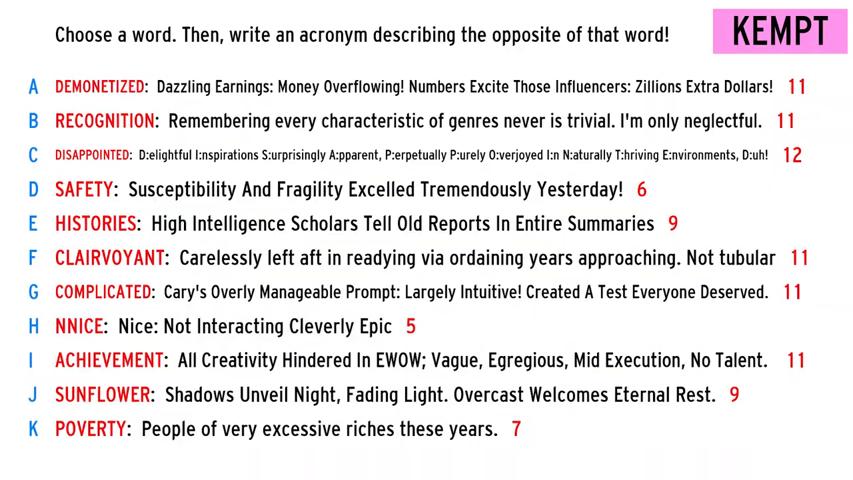 Choose a word. Then, write an acronym describing the opposite of that word!
KEMPT
A DEMONETIZED: Dazzling Earnings: Money Overflowing! Numbers Excite Those Influencers: Zillions Extra Dollars! 11
B RECOGNITION: Remembering every characteristic of genres never is trivial. I'm only neglectful. 11
C DISAPPOINTED: D:elightful I:nspirations S:urprisingly A:pparent, P:erpetually P:urely O:verjoyed I:n N:aturally T:hriving E:nvironments, D:uh! 12
D SAFETY: Susceptibility And Fragility Excelled Tremendously Yesterday! 6
E HISTORIES: High Intelligence Scholars Tell Old Reports In Entire Summaries 9
F CLAIRVOYANT: Carelessly left aft in readying via ordaining years approaching. Not tubular 11
G COMPLICATED: Cary's Overly Manageable Prompt: Largely Intuitive! Created A Test Everyone Deserved. 11
H NNICE: Nice: Not Interacting Cleverly Epic 5
I ACHIEVEMENT: All Creativity Hindered In EWOW; Vague, Egregious, Mid Execution, No Talent. 11
J SUNFLOWER: Shadows Unveil Night, Fading Light. Overcast Welcomes Eternal Rest. 9
K POVERTY: People of very excessive riches these years. 7